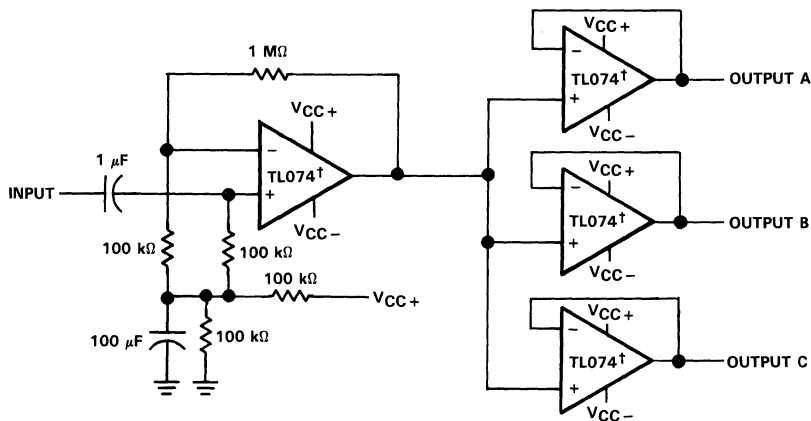 1 MΩ
VCC+
1 µF
TL074†
INPUT
VCC−
100 kΩ
100 kΩ
100 kΩ
VCC+
100 µF
100 kΩ
−
+
VCC+
TL074†
OUTPUT A
−
+
VCC−
VCC+
TL074†
OUTPUT B
−
+
VCC−
VCC+
TL074†
OUTPUT C
−
+
VCC−